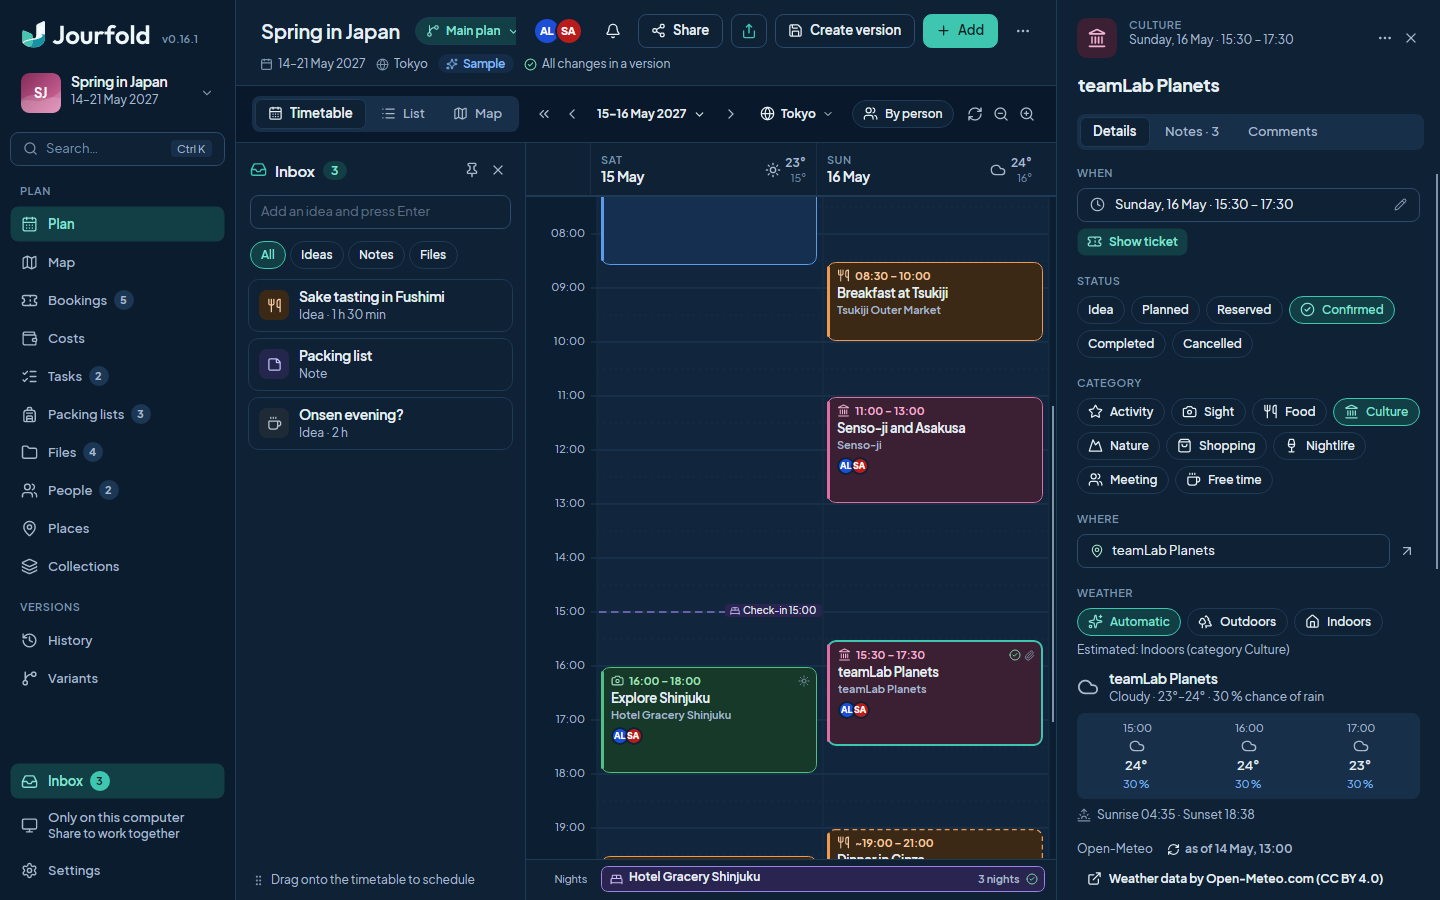 Jourfold v0.16.1
SJ
Spring in Japan
14–21 May 2027
Search... Ctrl K
PLAN
Plan
Map
Bookings 5
Costs
Tasks 2
Packing lists 3
Files 4
People 2
Places
Collections
VERSIONS
History
Variants
Inbox 3
Only on this computer
Share to work together
Settings
Spring in Japan Main plan AL SA Share Create version Add
14–21 May 2027 Tokyo Sample All changes in a version
Timetable List Map 15–16 May 2027 Tokyo By person
Inbox 3
Add an idea and press Enter
All Ideas Notes Files
Sake tasting in Fushimi
Idea · 1 h 30 min
Packing list
Note
Onsen evening?
Idea · 2 h
Drag onto the timetable to schedule
SAT
15 May
23°
15°
SUN
16 May
24°
16°
08:00
09:00
10:00
11:00
12:00
13:00
14:00
15:00
16:00
17:00
18:00
19:00
Check-in 15:00
16:00 – 18:00
Explore Shinjuku
Hotel Gracery Shinjuku
AL SA
08:30 – 10:00
Breakfast at Tsukiji
Tsukiji Outer Market
11:00 – 13:00
Senso-ji and Asakusa
Senso-ji
AL SA
15:30 – 17:30
teamLab Planets
teamLab Planets
AL SA
~19:00 – 21:00
Dinner in Ginza
Nights Hotel Gracery Shinjuku 3 nights
CULTURE
Sunday, 16 May · 15:30 – 17:30
teamLab Planets
Details Notes · 3 Comments
WHEN
Sunday, 16 May · 15:30 – 17:30
Show ticket
STATUS
Idea Planned Reserved Confirmed
Completed Cancelled
CATEGORY
Activity Sight Food Culture
Nature Shopping Nightlife
Meeting Free time
WHERE
teamLab Planets
WEATHER
Automatic Outdoors Indoors
Estimated: Indoors (category Culture)
teamLab Planets
Cloudy · 23°–24° · 30 % chance of rain
15:00 16:00 17:00
24° 24° 23°
30 % 30 % 30 %
Sunrise 04:35 · Sunset 18:38
Open-Meteo as of 14 May, 13:00
Weather data by Open-Meteo.com (CC BY 4.0)